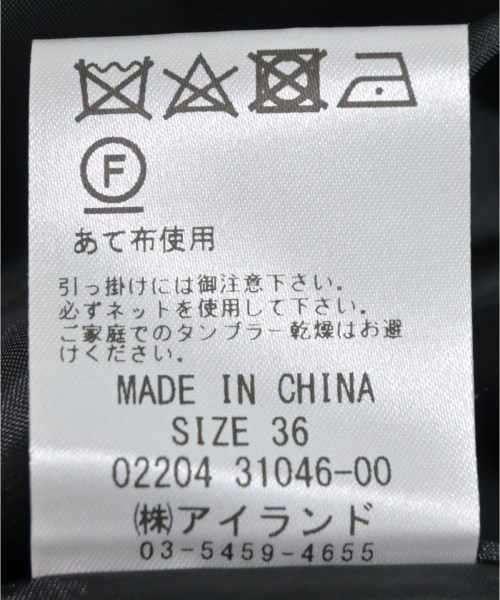 F
あて布使用
引っ掛けには御注意下さい。
必ずネットを使用して下さい。
ご家庭でのタンブラー乾燥はお避
けください。
MADE IN CHINA
SIZE 36
02204 31046-00
㈱アイランド
03-5459-4655